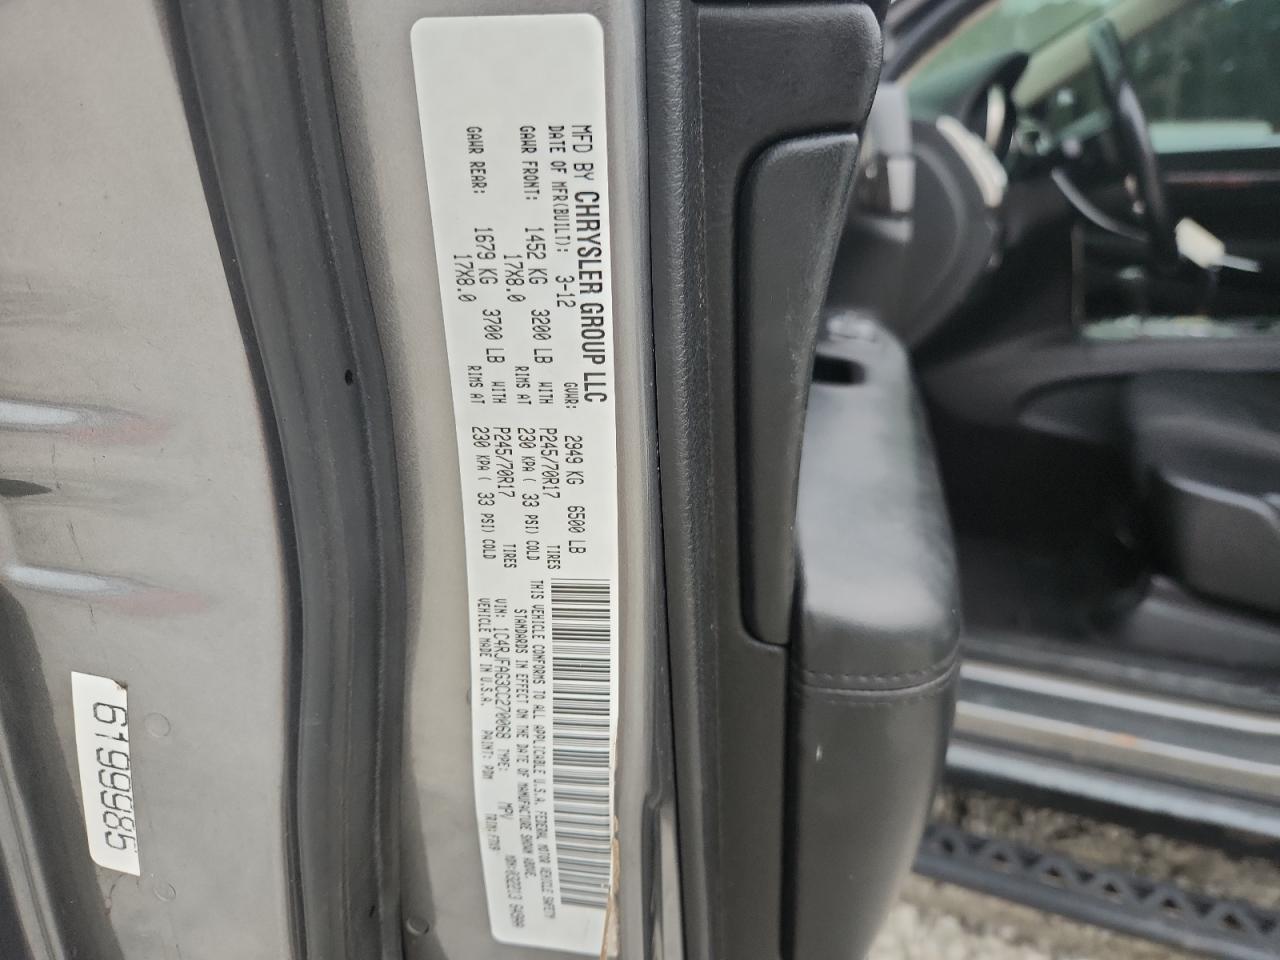 MFD BY CHRYSLER GROUP LLC
DATE OF MFR(BUILT): 3-12 GVWR: 2949 KG 6500 LB
GAWR FRONT: 1452 KG 3200 LB WITH P245/70R17 TIRES
17X8.0 RIMS AT 230 KPA ( 33 PSI) COLD
GAWR REAR: 1679 KG 3700 LB WITH P245/70R17 TIRES
17X8.0 RIMS AT 230 KPA ( 33 PSI) COLD
THIS VEHICLE CONFORMS TO ALL APPLICABLE U.S.A. FEDERAL MOTOR VEHICLE SAFETY
STANDARDS IN EFFECT ON THE DATE OF MANUFACTURE SHOWN ABOVE.
VIN: 1C4RJFAG3CC270068 TYPE: MPV
VEHICLE MADE IN U.S.A. PAINT: PDM
6199985